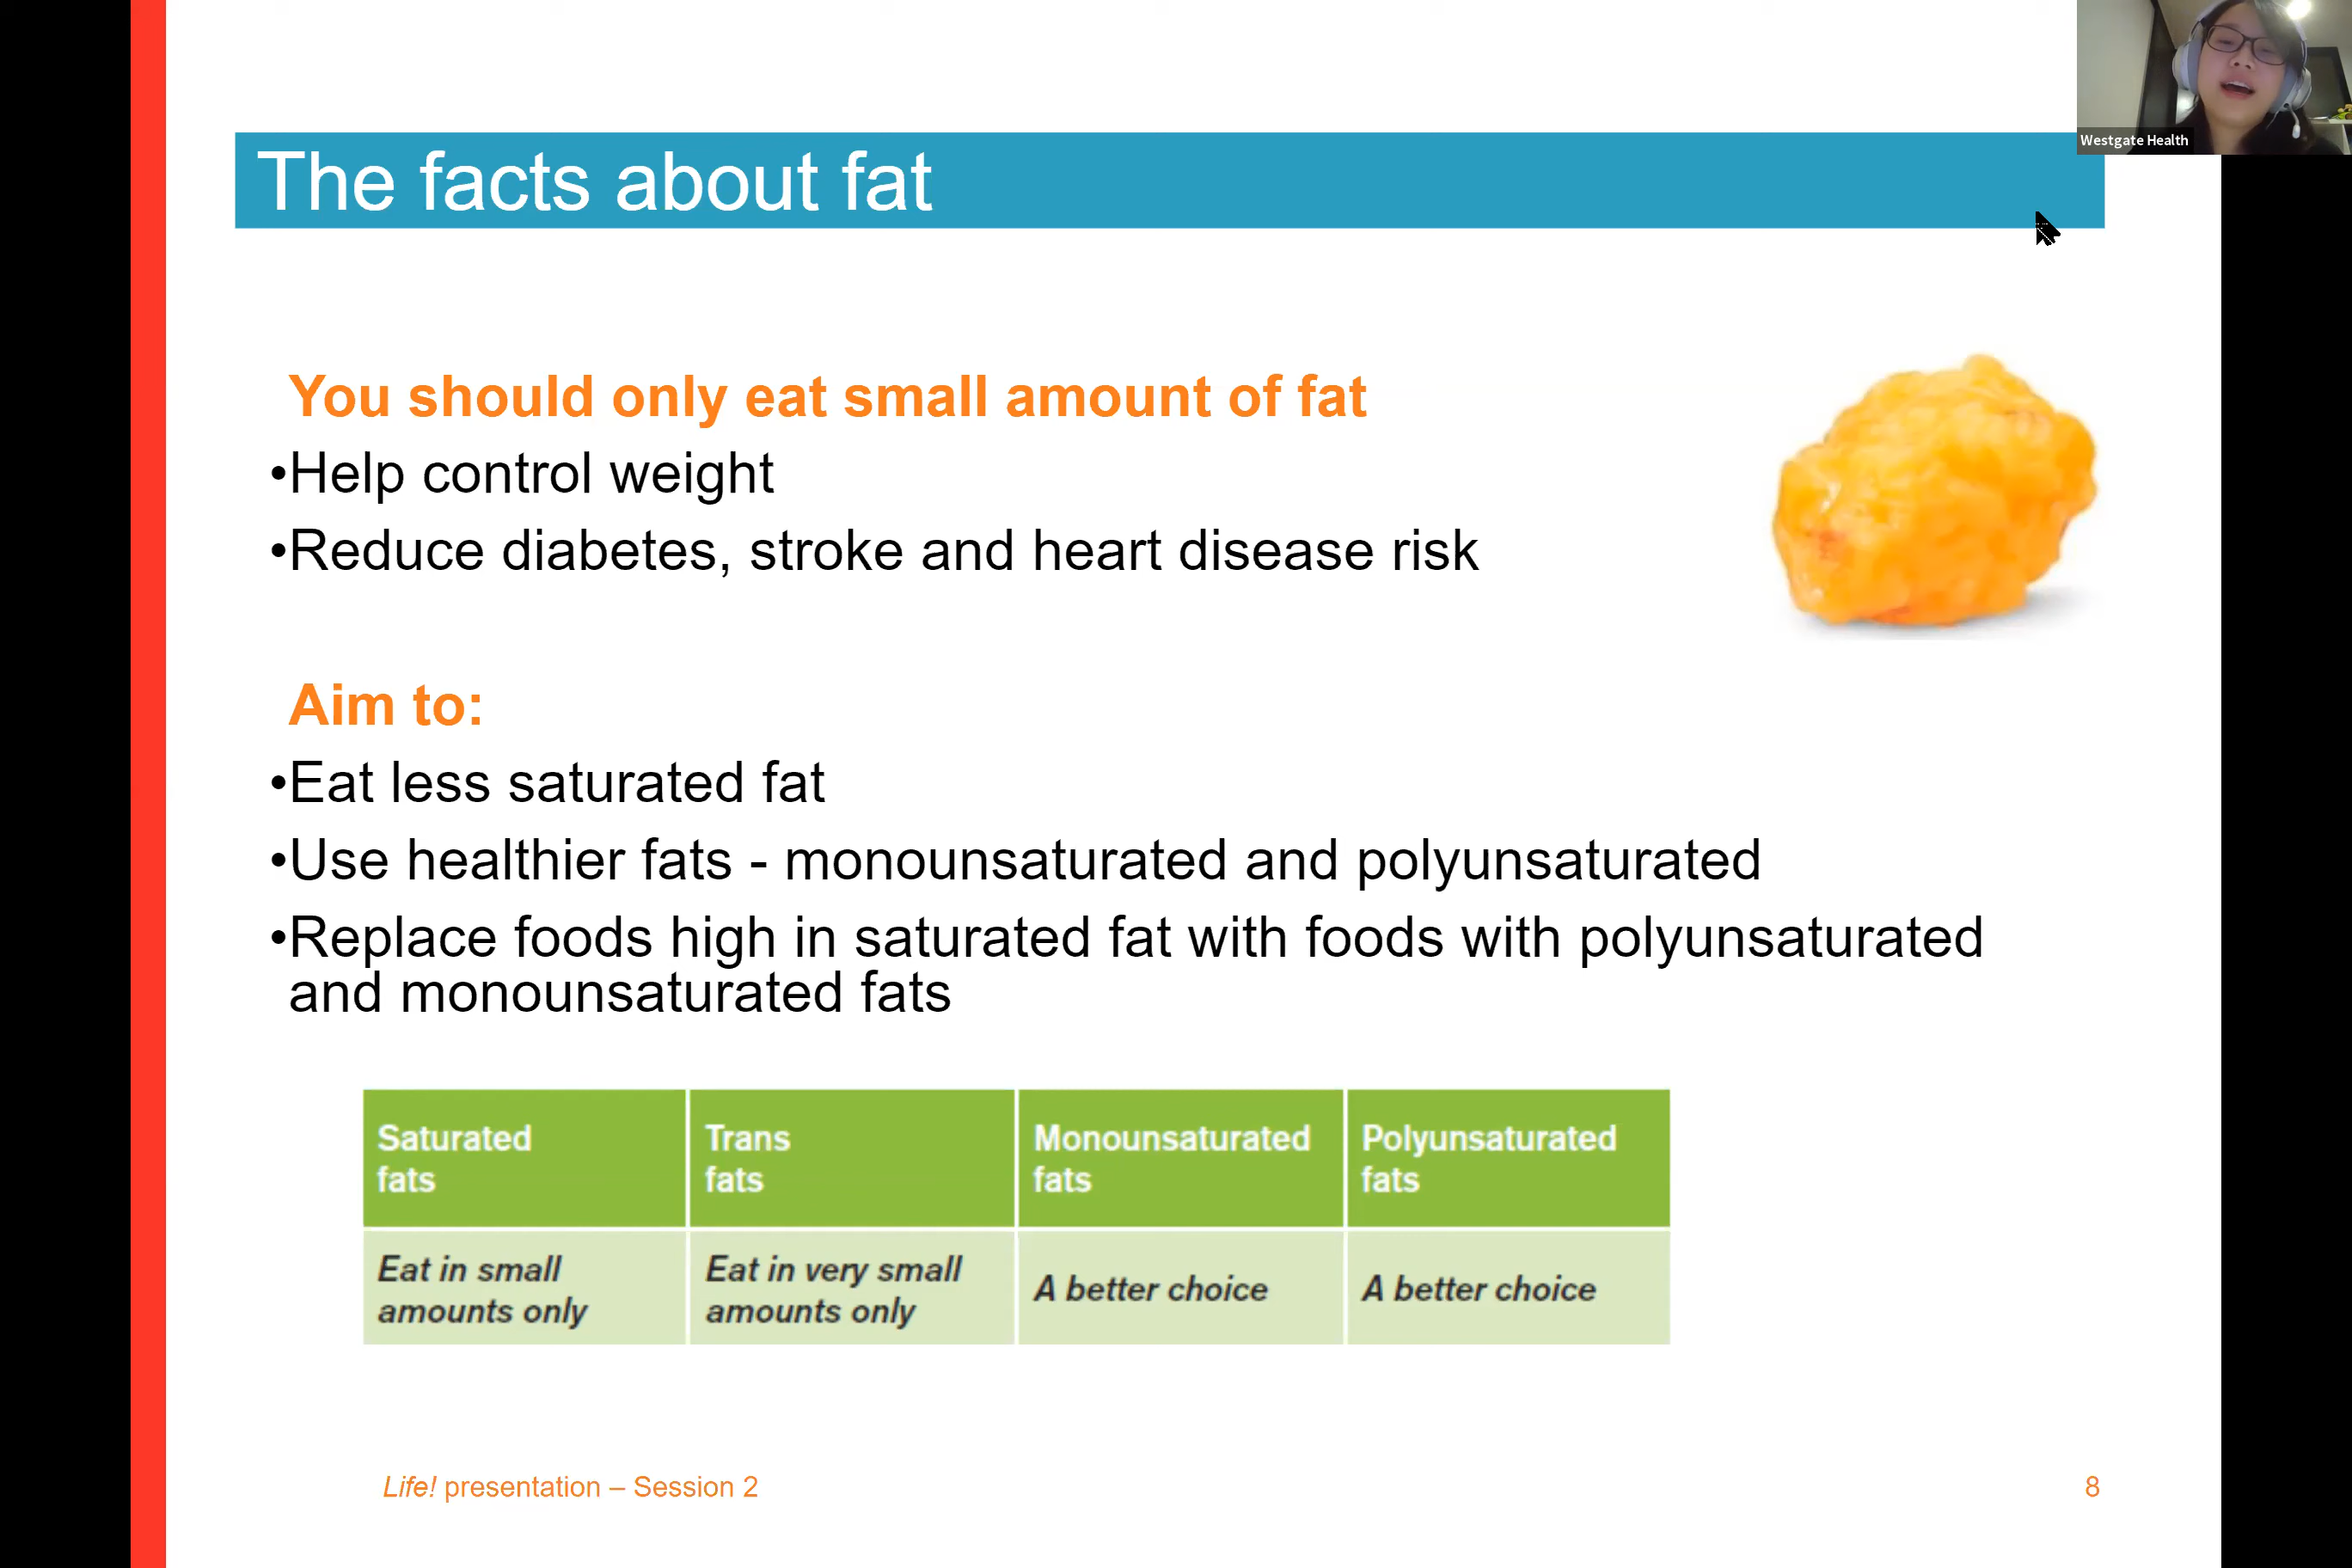 Westgate Health
The facts about fat
You should only eat small amount of fat
•Help control weight
•Reduce diabetes, stroke and heart disease risk
Aim to:
•Eat less saturated fat
•Use healthier fats - monounsaturated and polyunsaturated
•Replace foods high in saturated fat with foods with polyunsaturated
and monounsaturated fats
Saturated
fats
Trans
fats
Monounsaturated
fats
Polyunsaturated
fats
Eat in small
amounts only
Eat in very small
amounts only
A better choice
A better choice
Life! presentation – Session 2
8